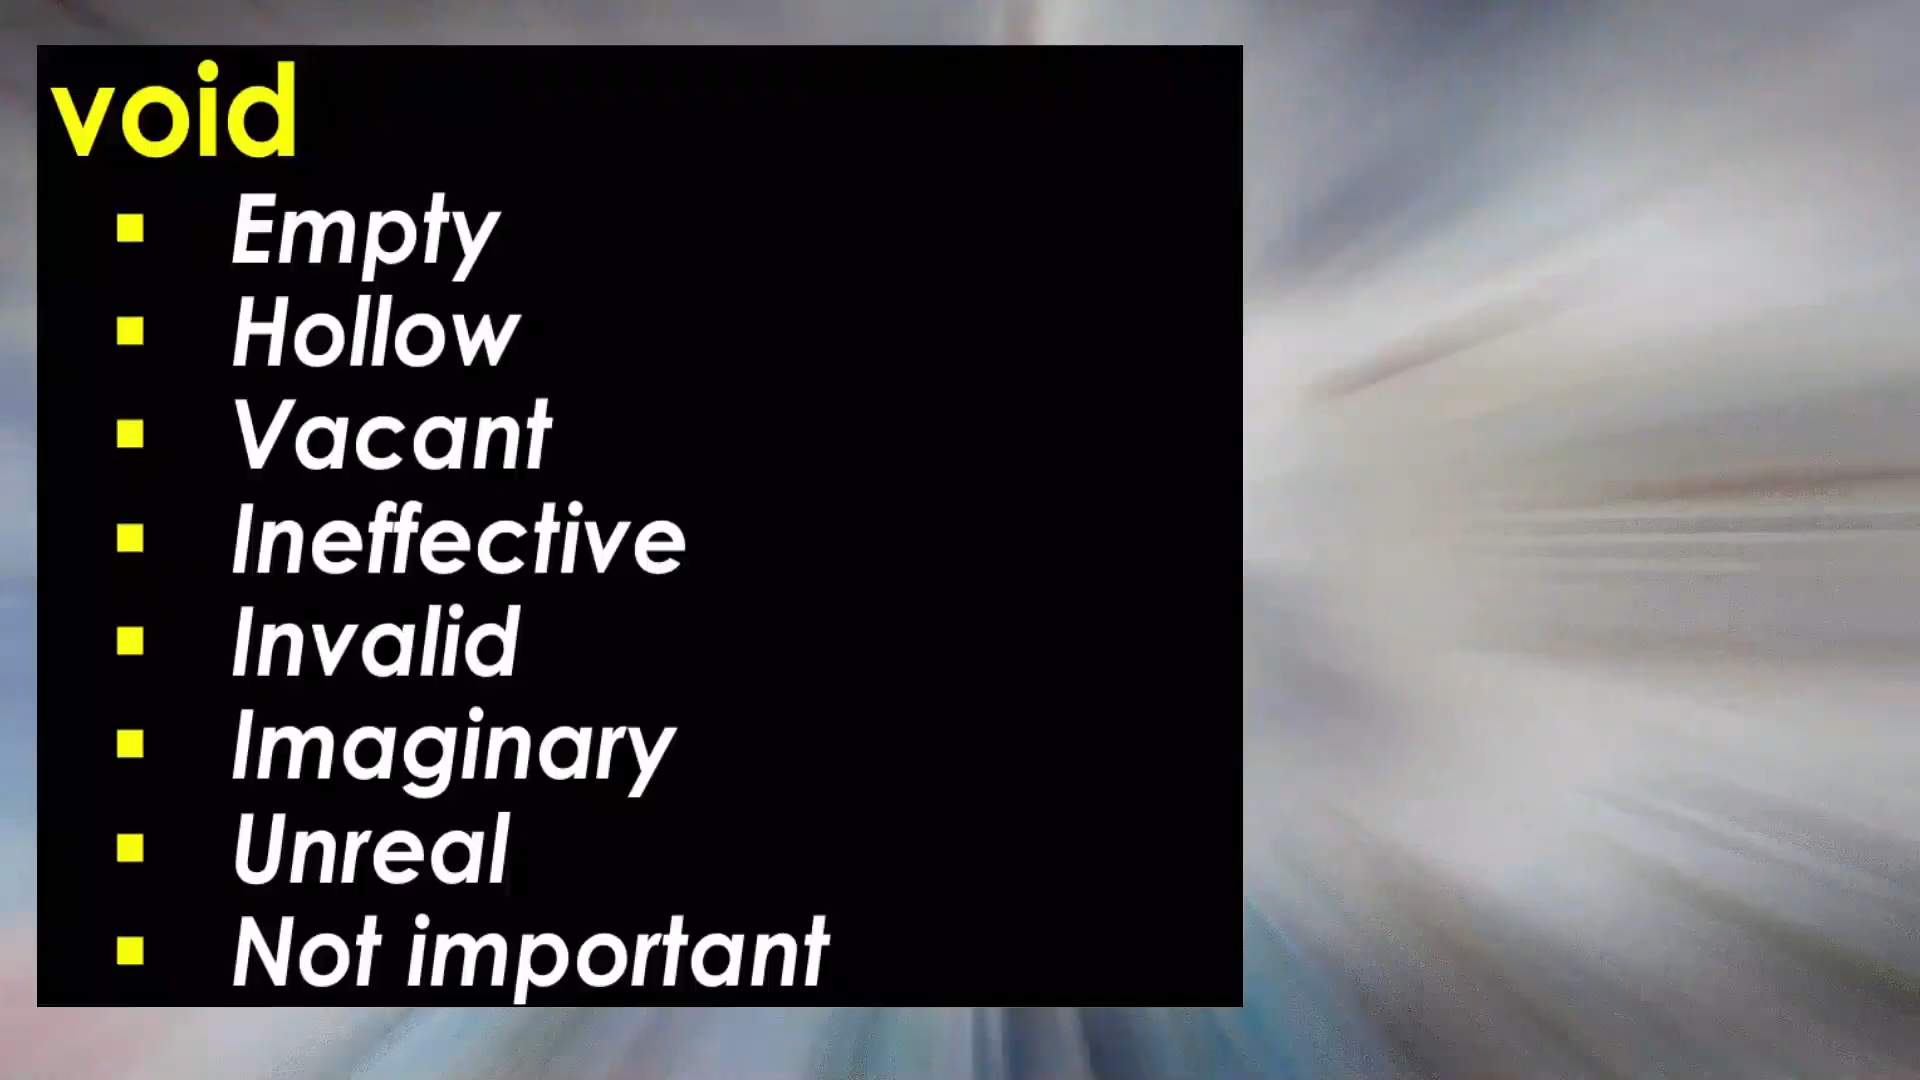 void
▪ Empty
▪ Hollow
▪ Vacant
▪ Ineffective
▪ Invalid
▪ Imaginary
▪ Unreal
▪ Not important